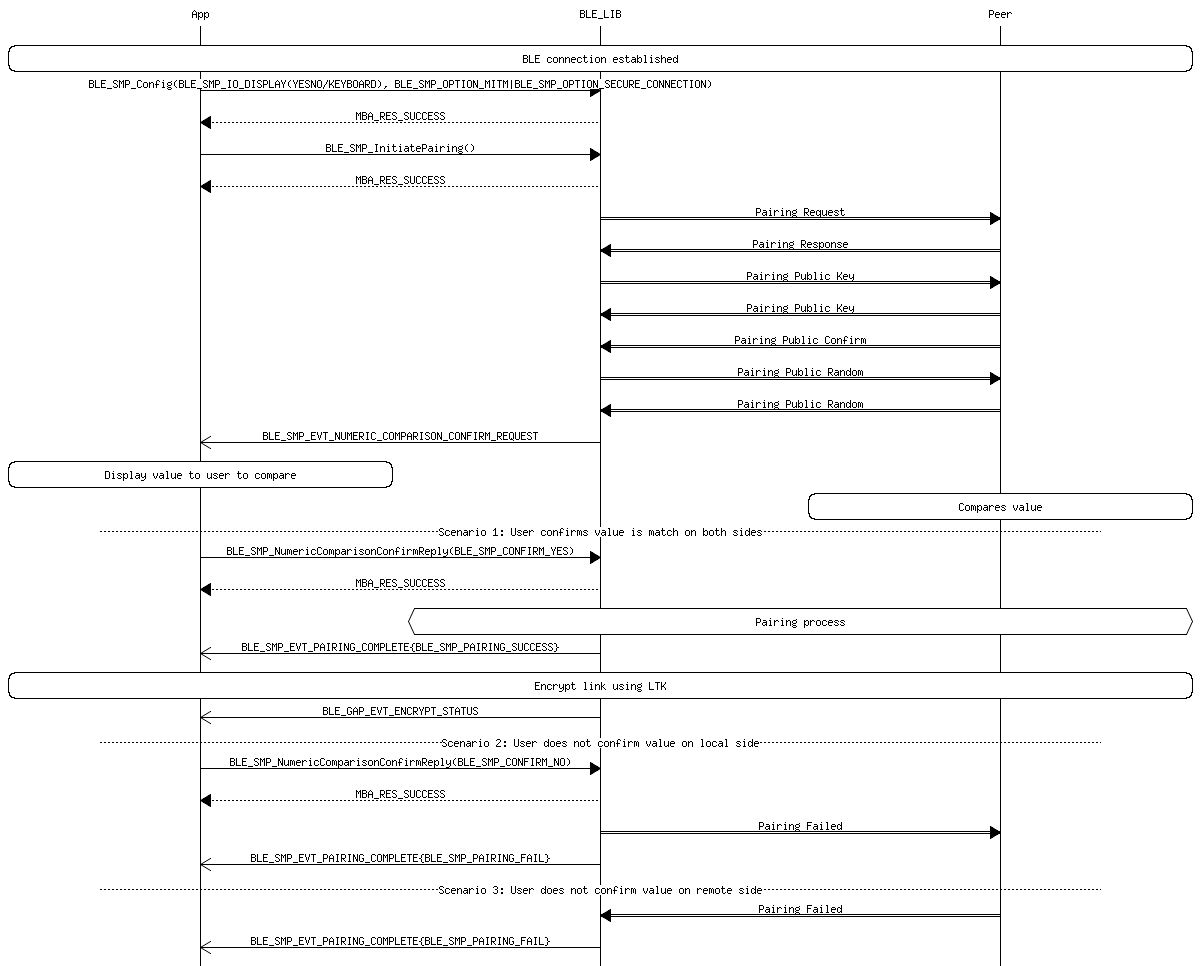 App BLE_LIB Peer
BLE connection established
BLE_SMP_Config(BLE_SMP_IO_DISPLAY(YESNO/KEYBOARD), BLE_SMP_OPTION_MITM|BLE_SMP_OPTION_SECURE_CONNECTION)
MBA_RES_SUCCESS
BLE_SMP_InitiatePairing()
MBA_RES_SUCCESS
Pairing Request
Pairing Response
Pairing Public Key
Pairing Public Key
Pairing Public Confirm
Pairing Public Random
Pairing Public Random
BLE_SMP_EVT_NUMERIC_COMPARISON_CONFIRM_REQUEST
Display value to user to compare
Compares value
Scenario 1: User confirms value is match on both sides
BLE_SMP_NumericComparisonConfirmReply(BLE_SMP_CONFIRM_YES)
MBA_RES_SUCCESS
Pairing process
BLE_SMP_EVT_PAIRING_COMPLETE{BLE_SMP_PAIRING_SUCCESS}
Encrypt link using LTK
BLE_GAP_EVT_ENCRYPT_STATUS
Scenario 2: User does not confirm value on local side
BLE_SMP_NumericComparisonConfirmReply(BLE_SMP_CONFIRM_NO)
MBA_RES_SUCCESS
Pairing Failed
BLE_SMP_EVT_PAIRING_COMPLETE{BLE_SMP_PAIRING_FAIL}
Scenario 3: User does not confirm value on remote side
Pairing Failed
BLE_SMP_EVT_PAIRING_COMPLETE{BLE_SMP_PAIRING_FAIL}